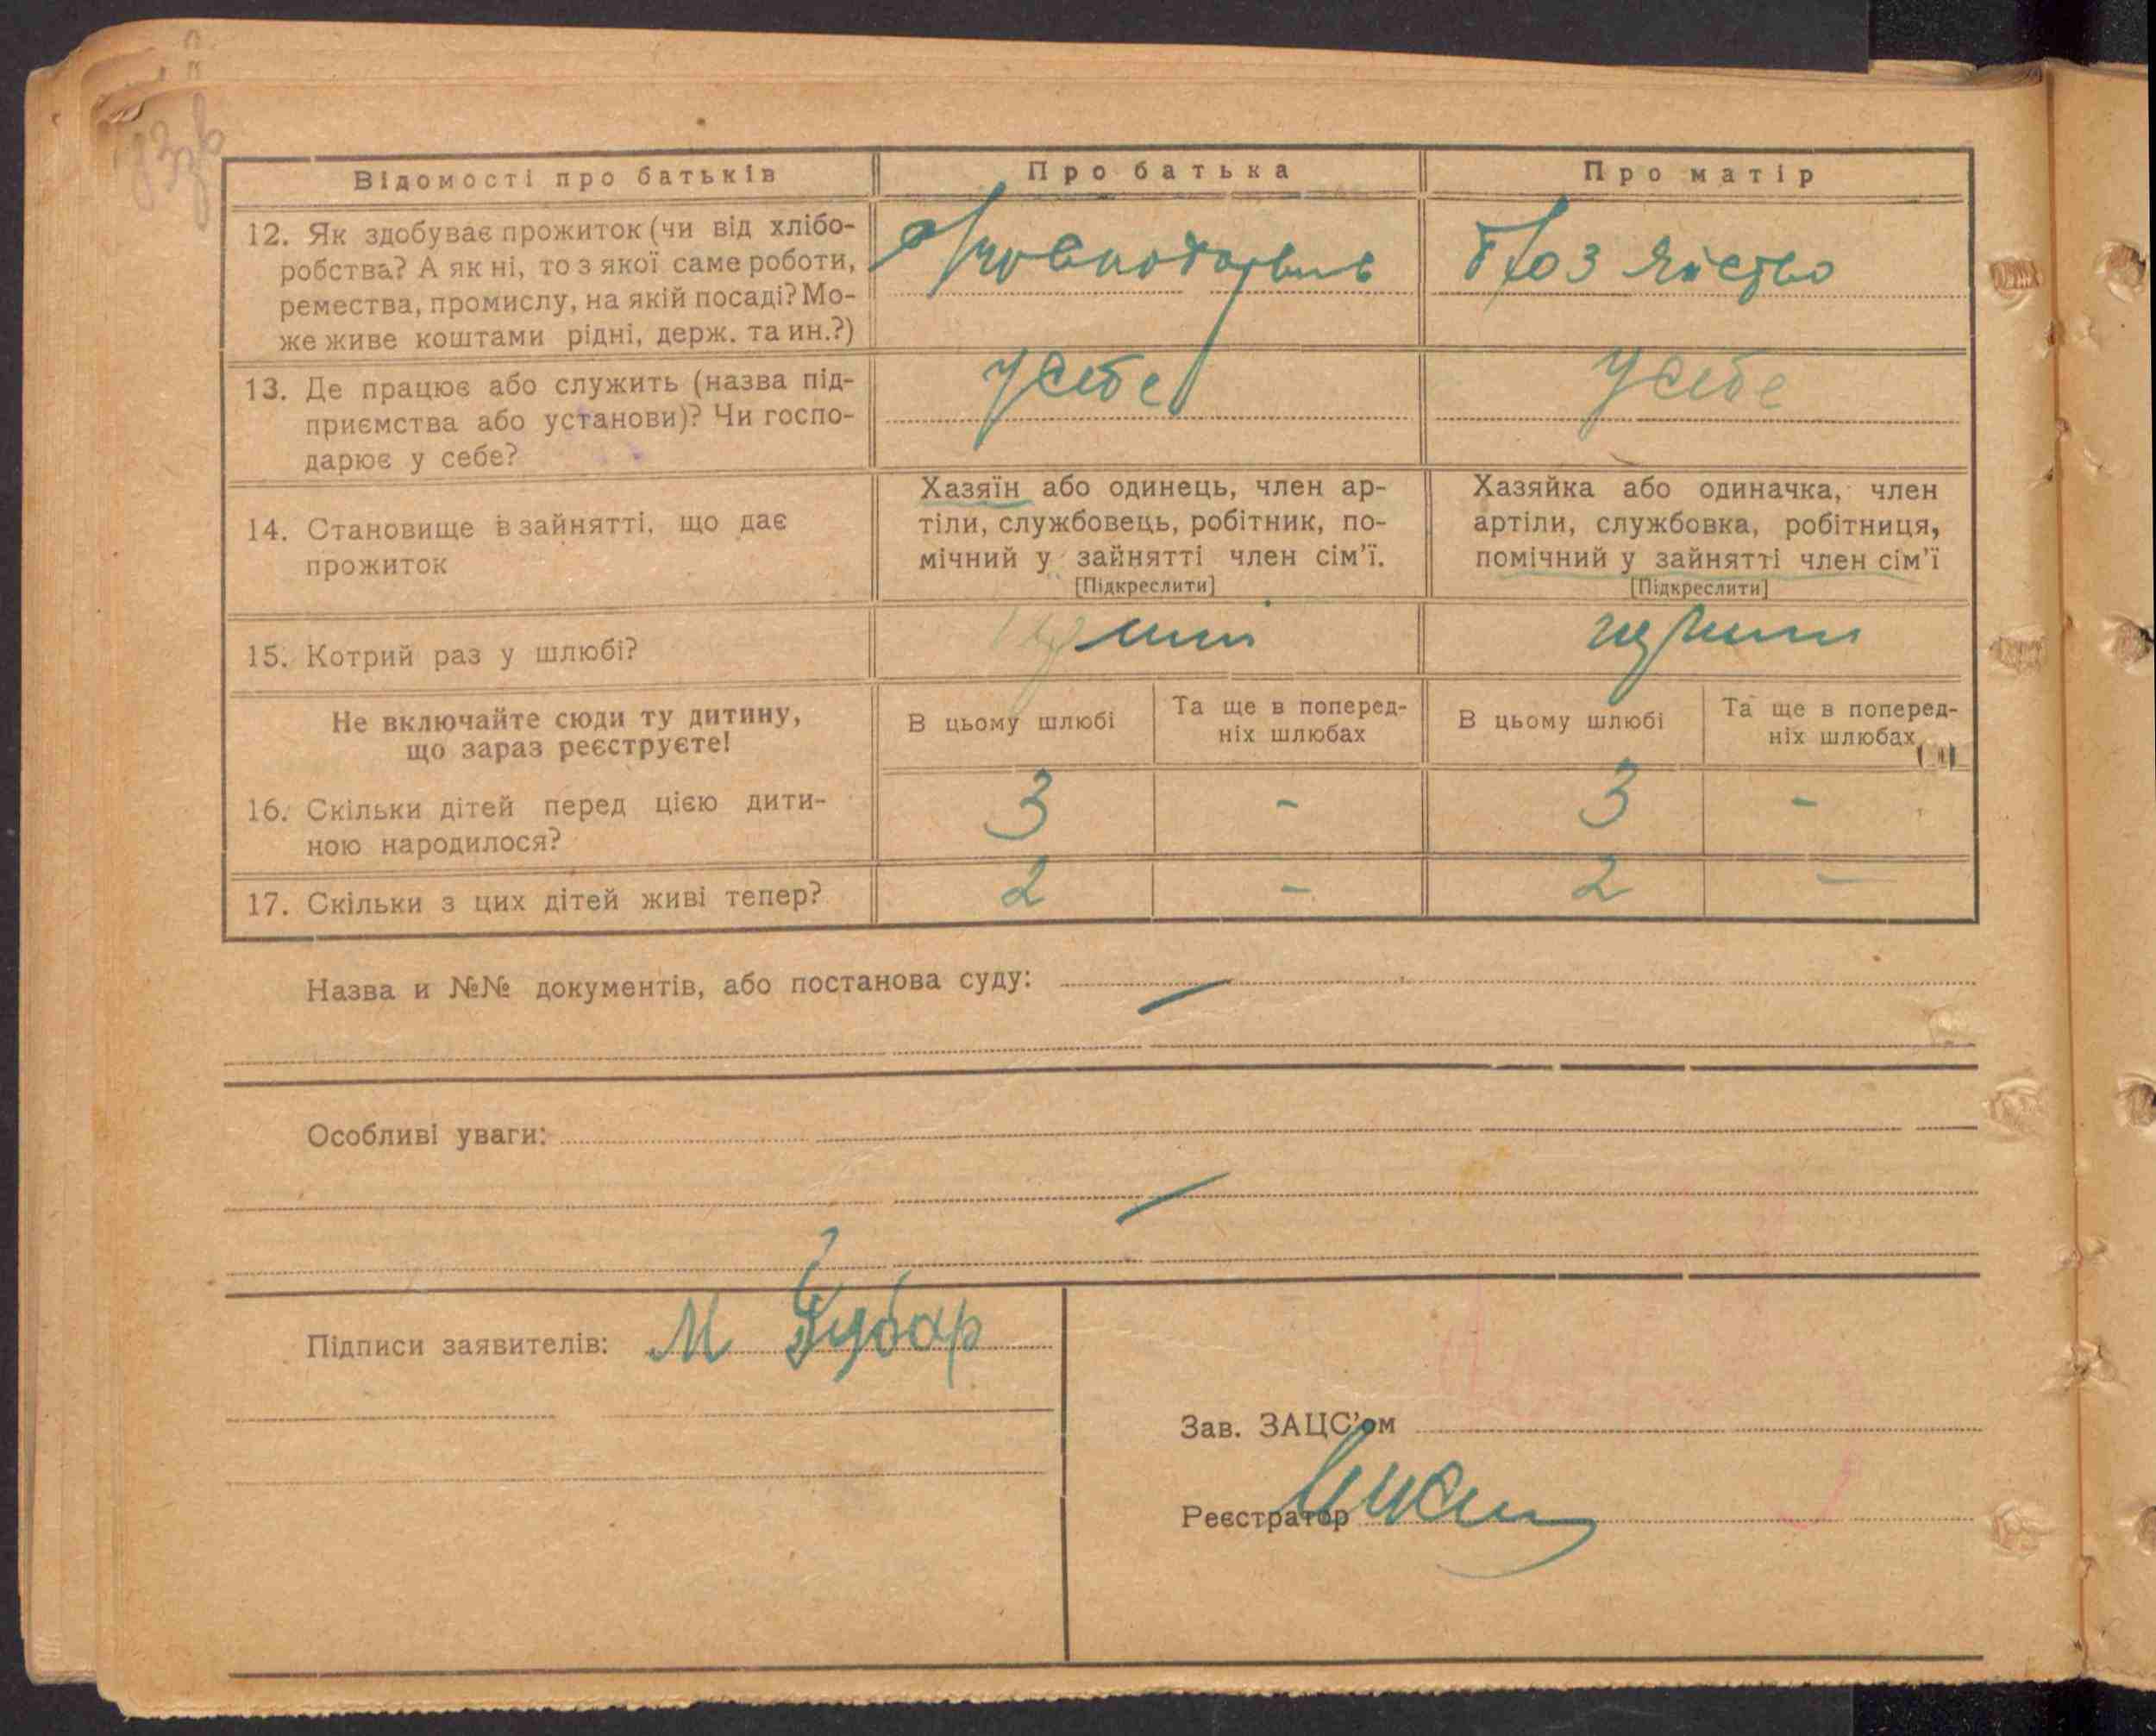 Відомості про батьків
Про батька
Про матір
12. Як здобуває прожиток (чи від хлібо-
робства? А як ні, то з якої саме роботи,
ремества, промислу, на якій посаді? Мо-
же живе коштами рідні, держ. та ин.?)
13. Де працює або служить (назва під-
приємства або установи)? Чи госпо-
дарює у себе?
у себе
у себе
14. Становище в зайнятті, що дає
прожиток
Хазяїн або одинець, член ар-
тіли, службовець, робітник, по-
мічний у зайнятті член сім'ї.
[Підкреслити]
Хазяйка або одиначка, член
артіли, службовка, робітниця,
помічний у зайнятті член сім'ї
[Підкреслити]
15. Котрий раз у шлюбі?
Не включайте сюди ту дитину,
що зараз реєструєте!
В цьому шлюбі
Та ще в поперед-
ніх шлюбах
В цьому шлюбі
Та ще в поперед-
ніх шлюбах
16. Скільки дітей перед цією дити-
ною народилося?
3 - 3 -
17. Скільки з цих дітей живі тепер?
2 - 2 -
Назва и №№ документів, або постанова суду: —
Особливі уваги:
—
Підписи заявителів: М
Зав. ЗАЦС'ом
Реєстратор